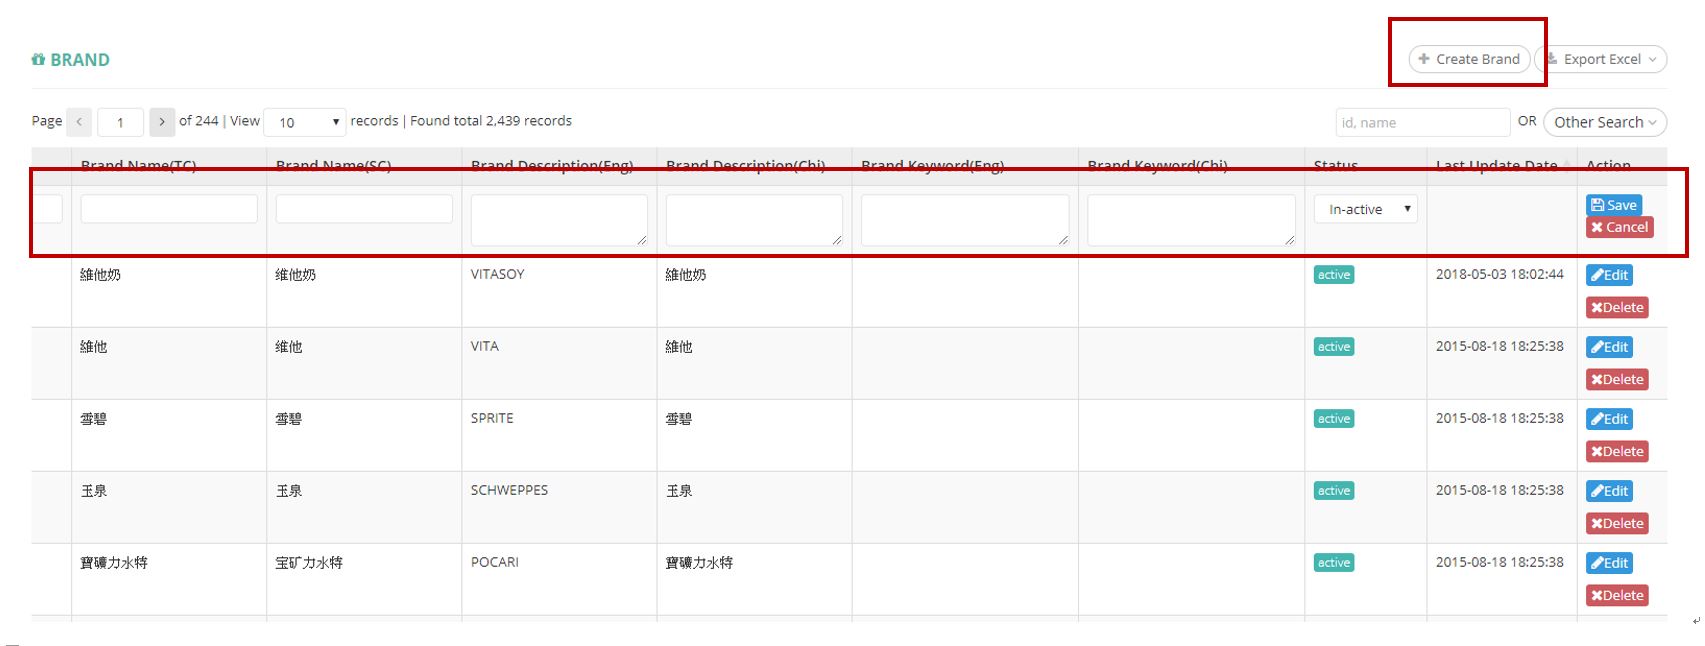 BRAND
Create Brand Export Excel
Page 1 of 244 | View 10 records | Found total 2,439 records
id, name OR Other Search
Brand Name(TC) Brand Name(SC) Brand Description(Eng) Brand Description(Chi) Brand Keyword(Eng) Brand Keyword(Chi) Status Last Update Date Action
In-active Save
Cancel
維他奶 维他奶 VITASOY 維他奶 active 2018-05-03 18:02:44 Edit
Delete
維他 维他 VITA 維他 active 2015-08-18 18:25:38 Edit
Delete
雪碧 雪碧 SPRITE 雪碧 active 2015-08-18 18:25:38 Edit
Delete
玉泉 玉泉 SCHWEPPES 玉泉 active 2015-08-18 18:25:38 Edit
Delete
寶礦力水特 宝矿力水特 POCARI 寶礦力水特 active 2015-08-18 18:25:38 Edit
Delete